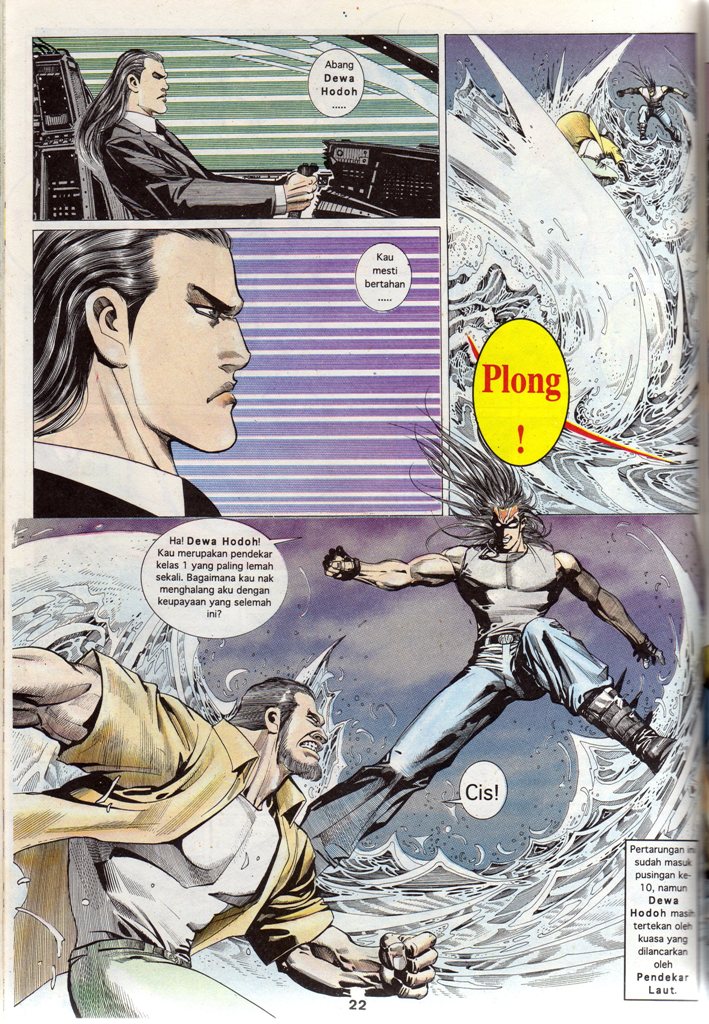 Abang
Dewa
Hodoh
.....
Kau
mesti
bertahan
.....
Plong
!
Ha! Dewa Hodoh!
Kau merupakan pendekar
kelas 1 yang paling lemah
sekali. Bagaimana kau nak
menghalang aku dengan
keupayaan yang selemah
ini?
Cis!
Pertarungan ini
sudah masuk
pusingan ke-
10, namun
Dewa
Hodoh masih
tertekan oleh
kuasa yang
dilancarkan
oleh
Pendekar
Laut.
22